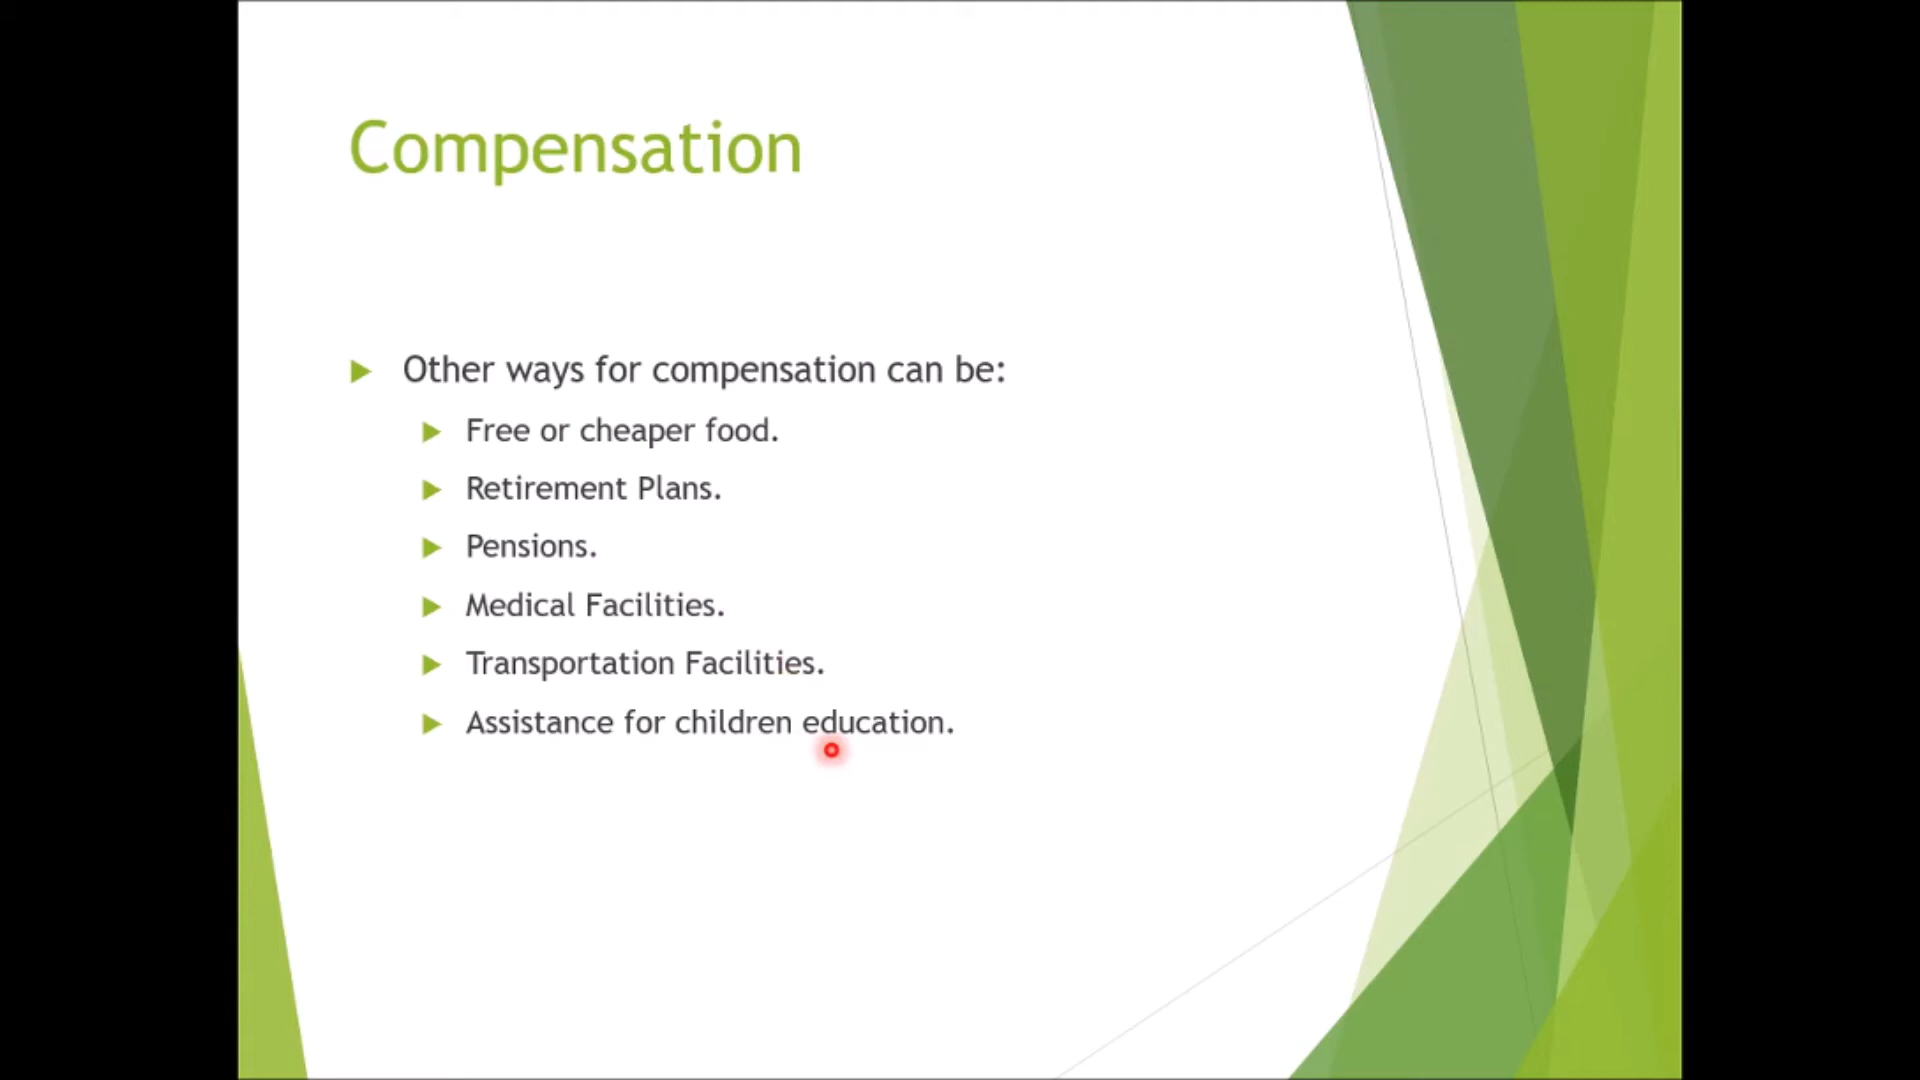 Compensation
Other ways for compensation can be:
Free or cheaper food.
Retirement Plans.
Pensions.
Medical Facilities.
Transportation Facilities.
Assistance for children education.